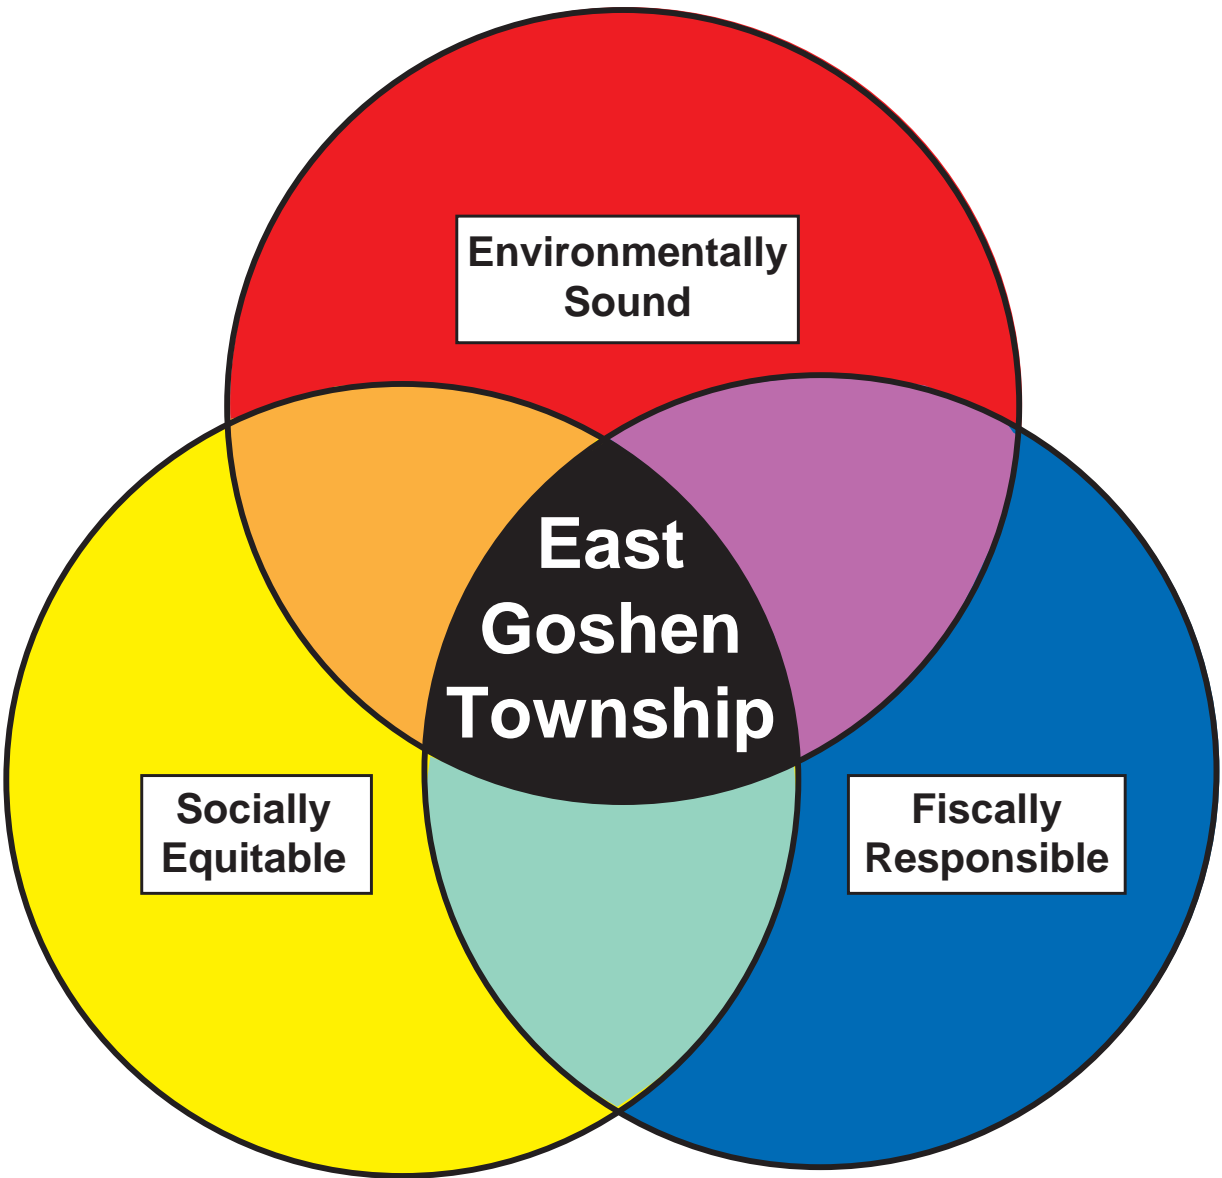 Environmentally
Sound
East
Goshen
Township
Socially
Equitable
Fiscally
Responsible